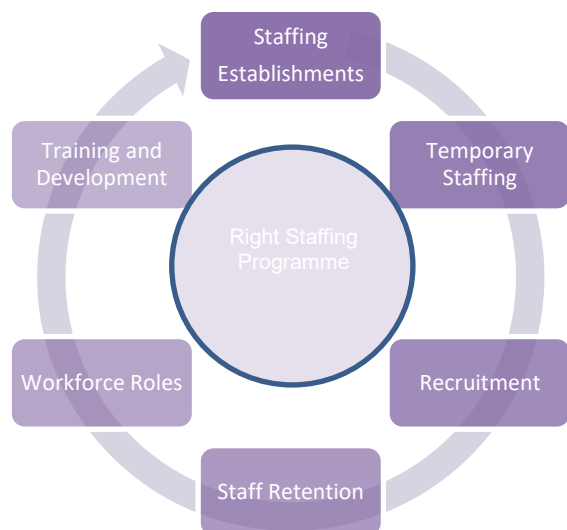 Staffing
Establishments
Training and
Development
Temporary
Staffing
Right Staffing
Programme
Workforce Roles
Recruitment
Staff Retention